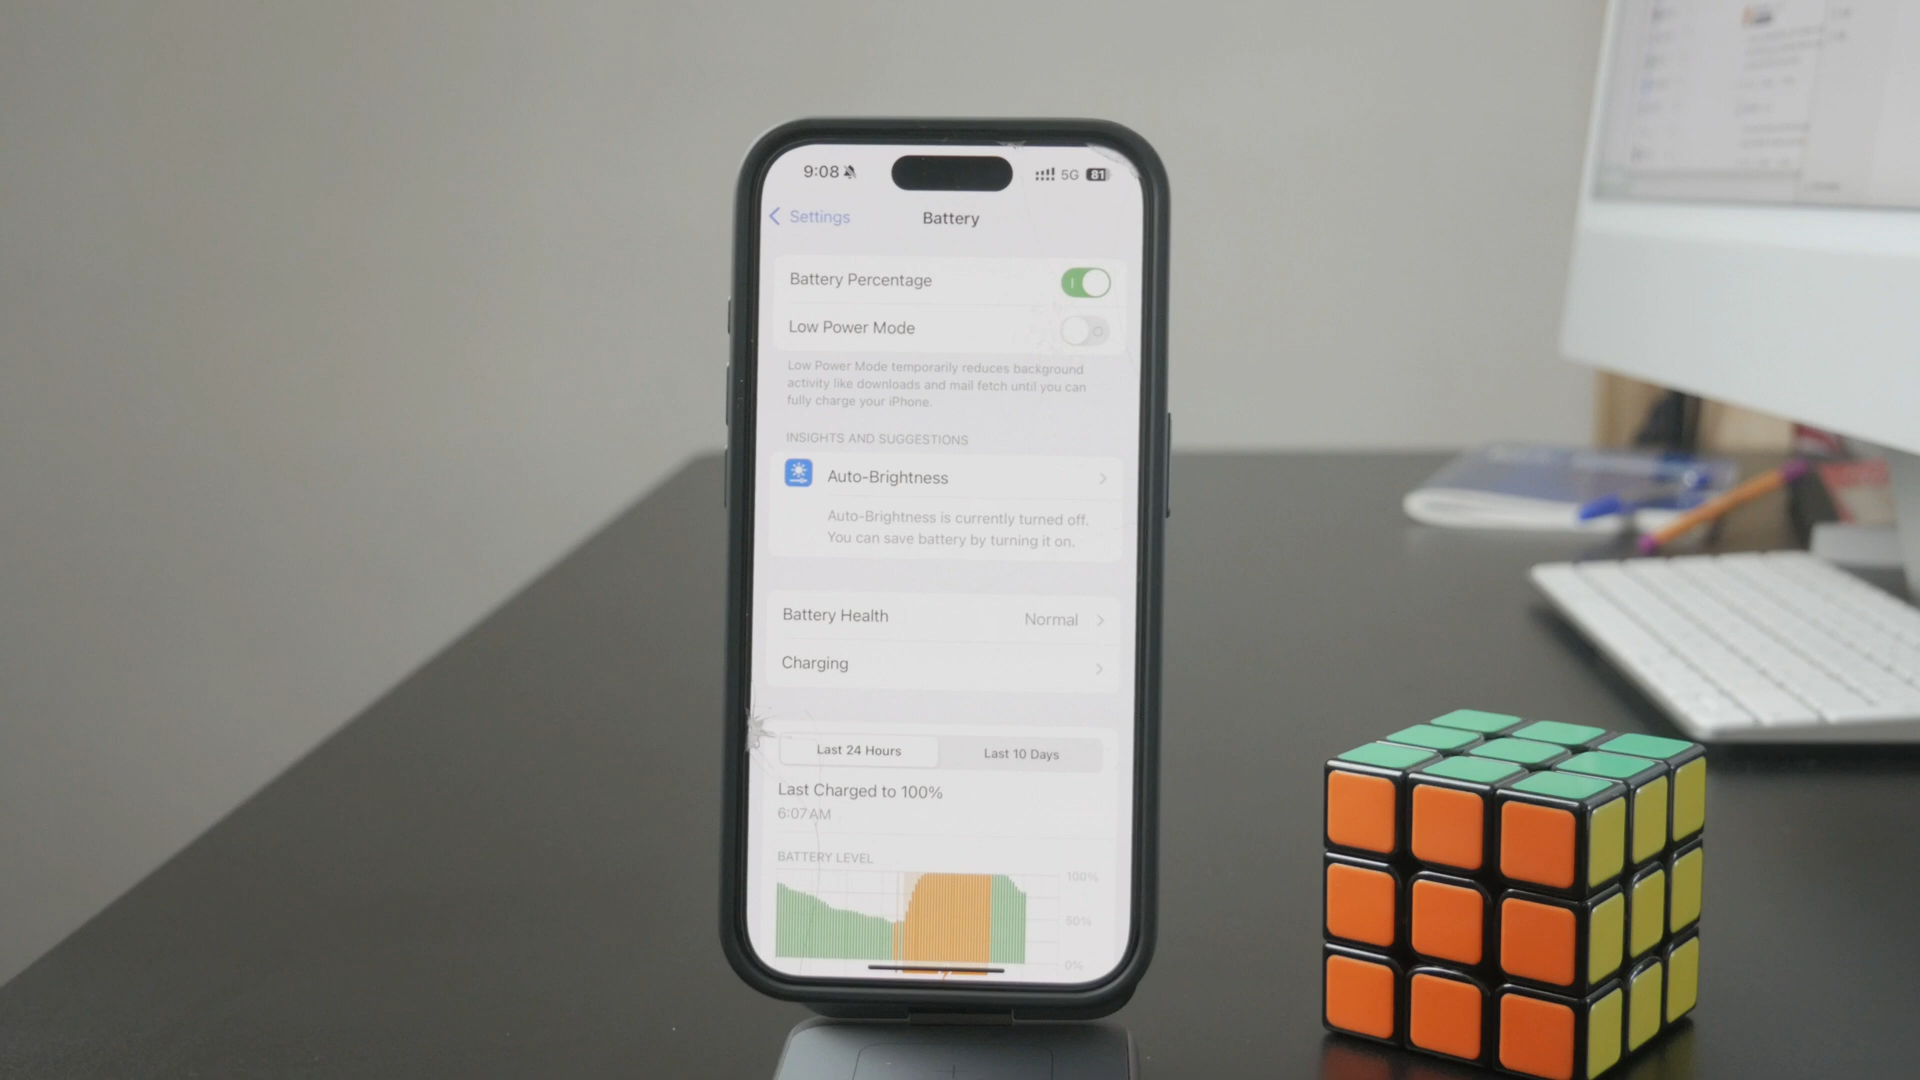 9:08 5G 81
Settings Battery
Battery Percentage
Low Power Mode
Low Power Mode temporarily reduces background
activity like downloads and mail fetch until you can
fully charge your iPhone.
INSIGHTS AND SUGGESTIONS
Auto-Brightness
Auto-Brightness is currently turned off.
You can save battery by turning it on.
Battery Health Normal
Charging
Last 24 Hours Last 10 Days
Last Charged to 100%
6:07 AM
BATTERY LEVEL
100%
50%
0%